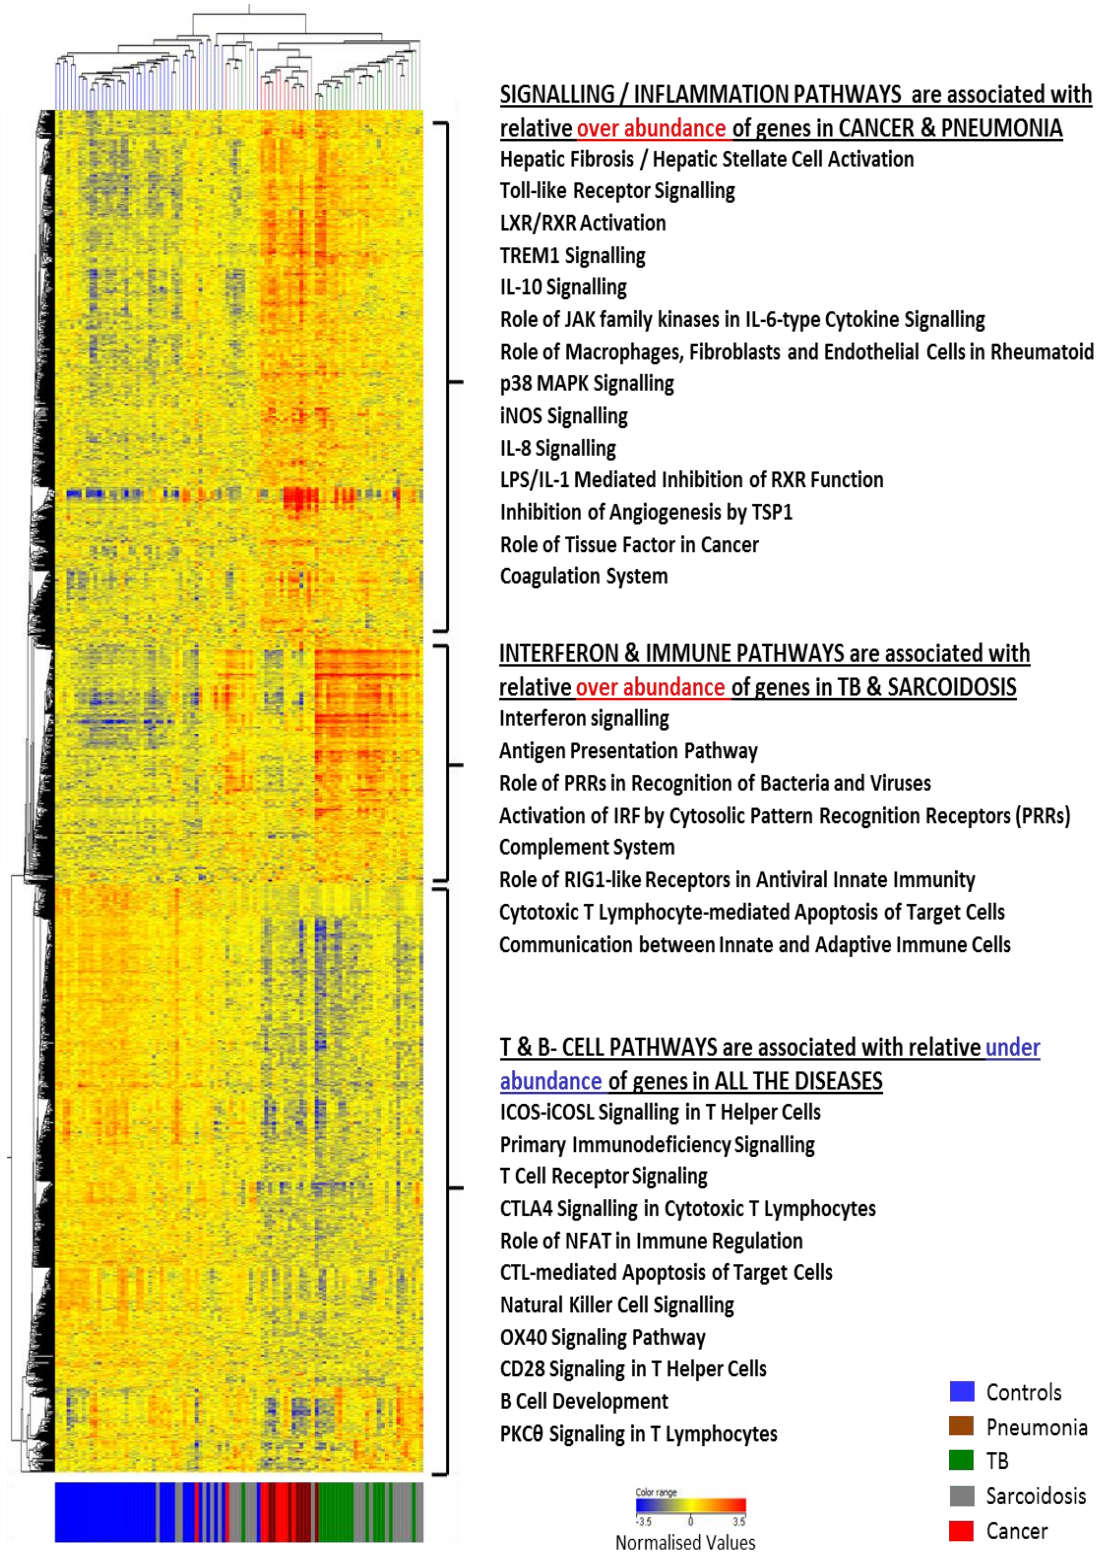 SIGNALLING / INFLAMMATION PATHWAYS are associated with
relative over abundance of genes in CANCER & PNEUMONIA
Hepatic Fibrosis / Hepatic Stellate Cell Activation
Toll-like Receptor Signalling
LXR/RXR Activation
TREM1 Signalling
IL-10 Signalling
Role of JAK family kinases in IL-6-type Cytokine Signalling
Role of Macrophages, Fibroblasts and Endothelial Cells in Rheumatoid
p38 MAPK Signalling
iNOS Signalling
IL-8 Signalling
LPS/IL-1 Mediated Inhibition of RXR Function
Inhibition of Angiogenesis by TSP1
Role of Tissue Factor in Cancer
Coagulation System
INTERFERON & IMMUNE PATHWAYS are associated with
relative over abundance of genes in TB & SARCOIDOSIS
Interferon signalling
Antigen Presentation Pathway
Role of PRRs in Recognition of Bacteria and Viruses
Activation of IRF by Cytosolic Pattern Recognition Receptors (PRRs)
Complement System
Role of RIG1-like Receptors in Antiviral Innate Immunity
Cytotoxic T Lymphocyte-mediated Apoptosis of Target Cells
Communication between Innate and Adaptive Immune Cells
T & B- CELL PATHWAYS are associated with relative under
abundance of genes in ALL THE DISEASES
ICOS-iCOSL Signalling in T Helper Cells
Primary Immunodeficiency Signalling
T Cell Receptor Signaling
CTLA4 Signalling in Cytotoxic T Lymphocytes
Role of NFAT in Immune Regulation
CTL-mediated Apoptosis of Target Cells
Natural Killer Cell Signalling
OX40 Signaling Pathway
CD28 Signaling in T Helper Cells
B Cell Development
PKCθ Signaling in T Lymphocytes
Controls
Pneumonia
TB
Sarcoidosis
Cancer
Color range
-3.5 0 3.5
Normalised Values